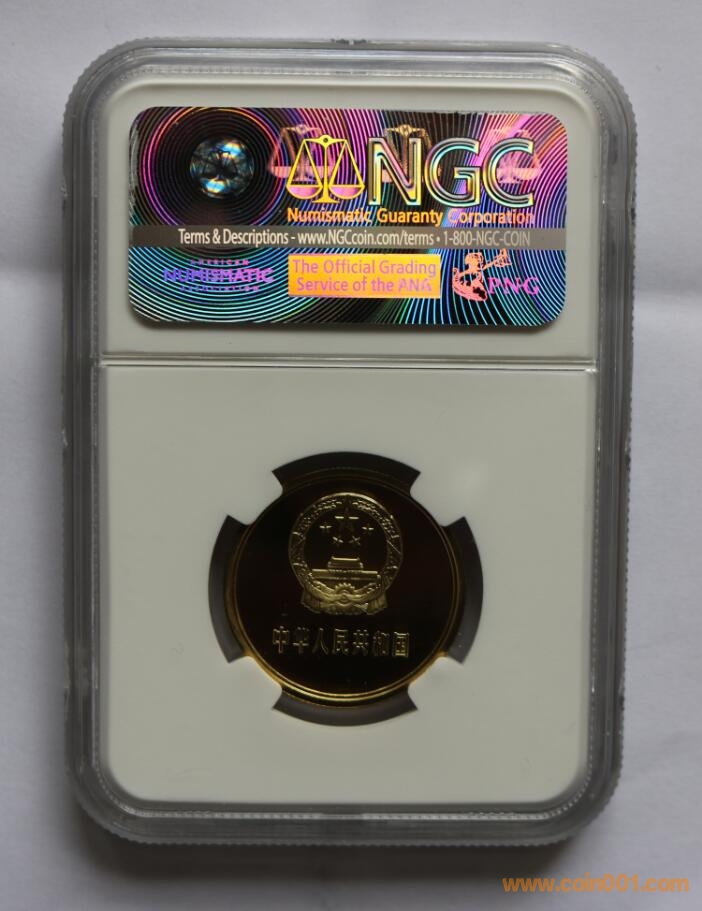 NGC
Numismatic Guaranty Corporation
Terms & Descriptions - www.NGCcoin.com/terms • 1-800-NGC-COIN
AMERICAN
NUMISMATIC
The Official Grading
Service of the ANA
PNG
中华人民共和国
www.coin001.com